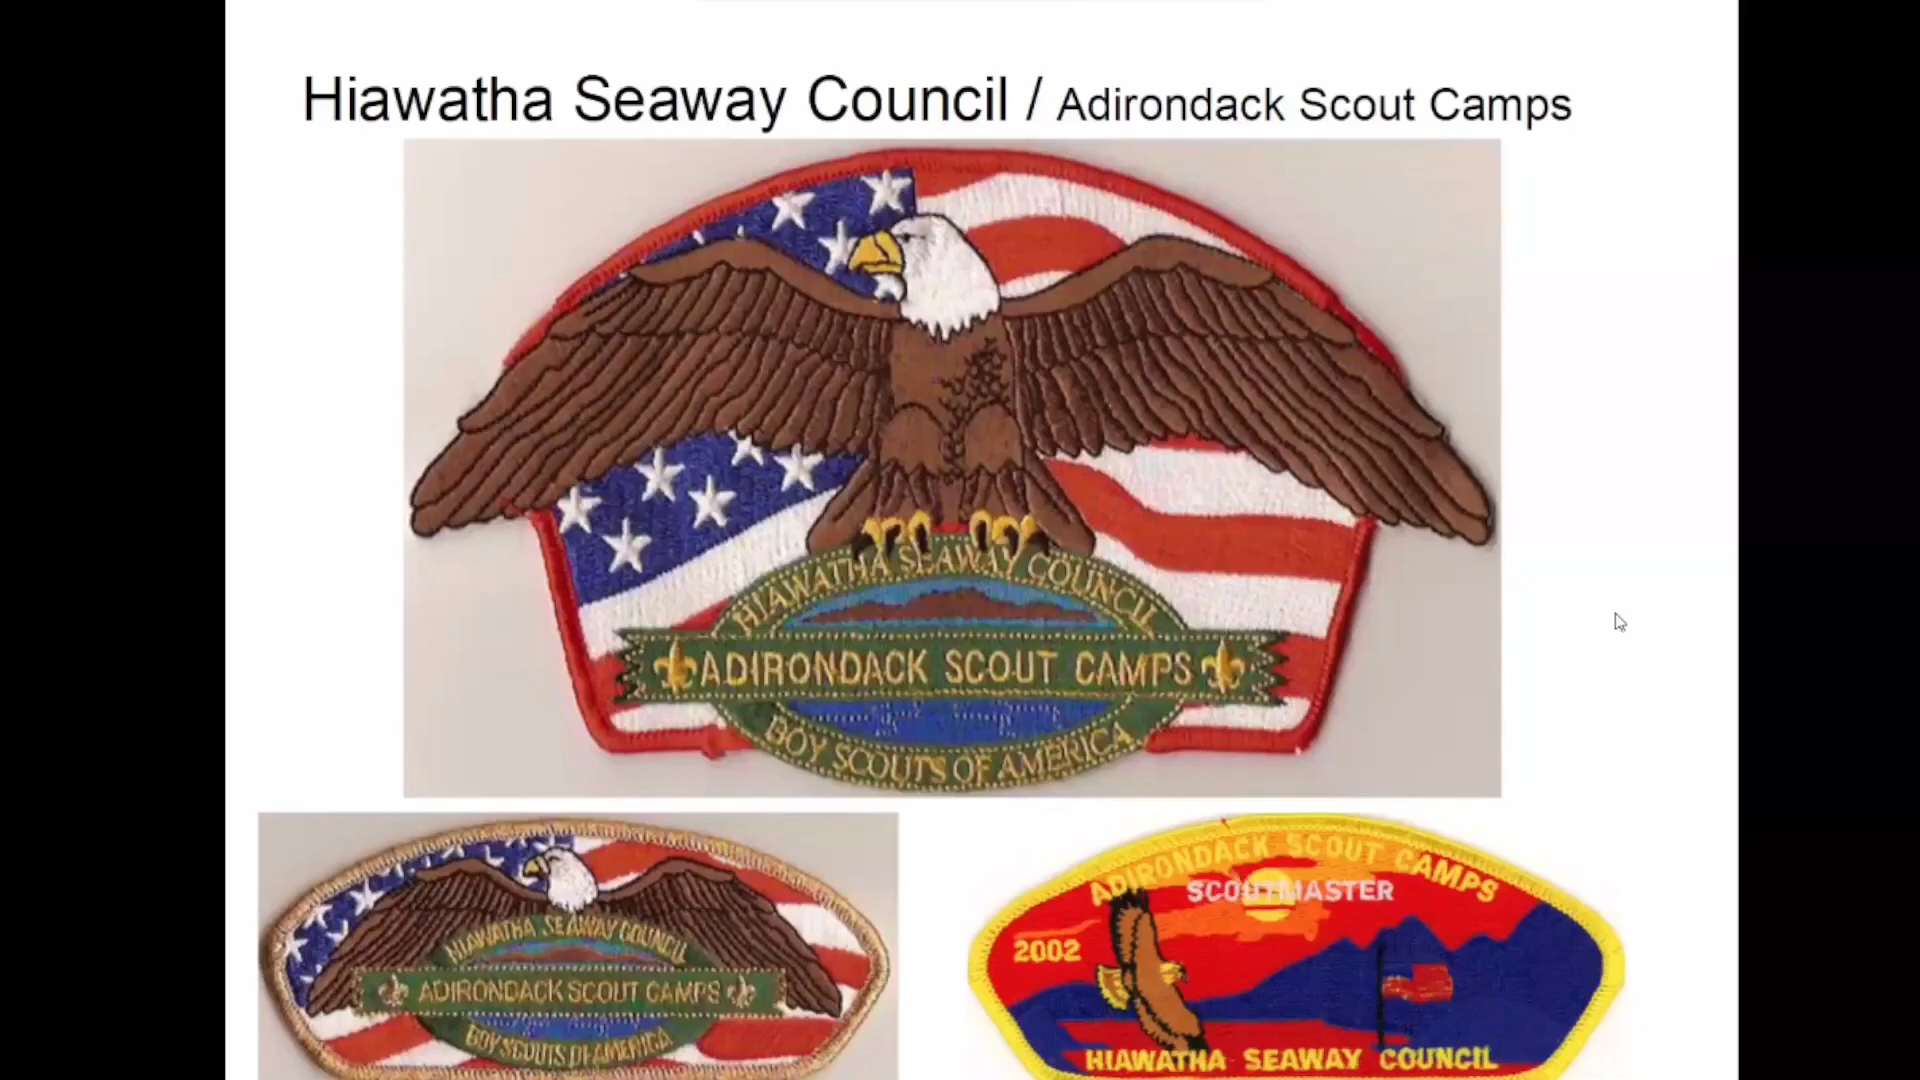 Hiawatha Seaway Council / Adirondack Scout Camps
HIAWATHA SEAWAY COUNCIL
ADIRONDACK SCOUT CAMPS
BOY SCOUTS OF AMERICA
HIAWATHA SEAWAY COUNCIL
ADIRONDACK SCOUT CAMPS
BOY SCOUTS OF AMERICA
ADIRONDACK SCOUT CAMPS
SCOUTMASTER
2002
HIAWATHA SEAWAY COUNCIL